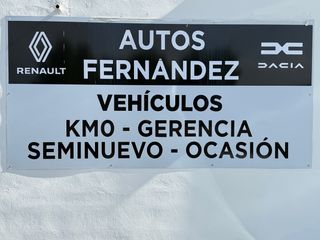 AUTOS
FERNANDEZ
RENAULT
DACIA
VEHÍCULOS
KM0 - GERENCIA
SEMINUEVO - OCASIÓN